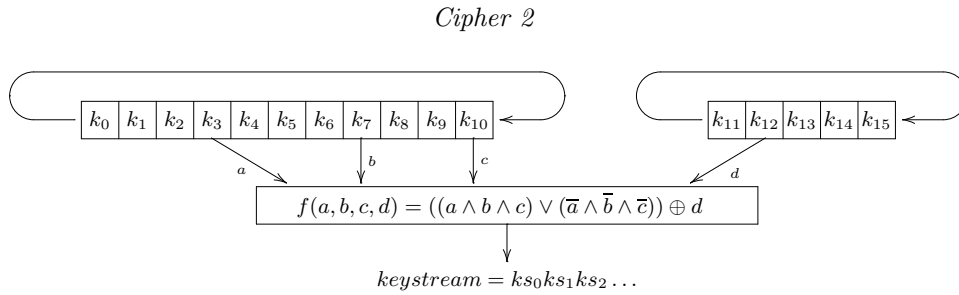 Cipher 2
k₀ k₁ k₂ k₃ k₄ k₅ k₆ k₇ k₈ k₉ k₁₀ k₁₁ k₁₂ k₁₃ k₁₄ k₁₅
a b c d
f(a, b, c, d) = ((a ∧ b ∧ c) ∨ (a̅ ∧ b̅ ∧ c̅)) ⊕ d
keystream = ks₀ks₁ks₂ . . .